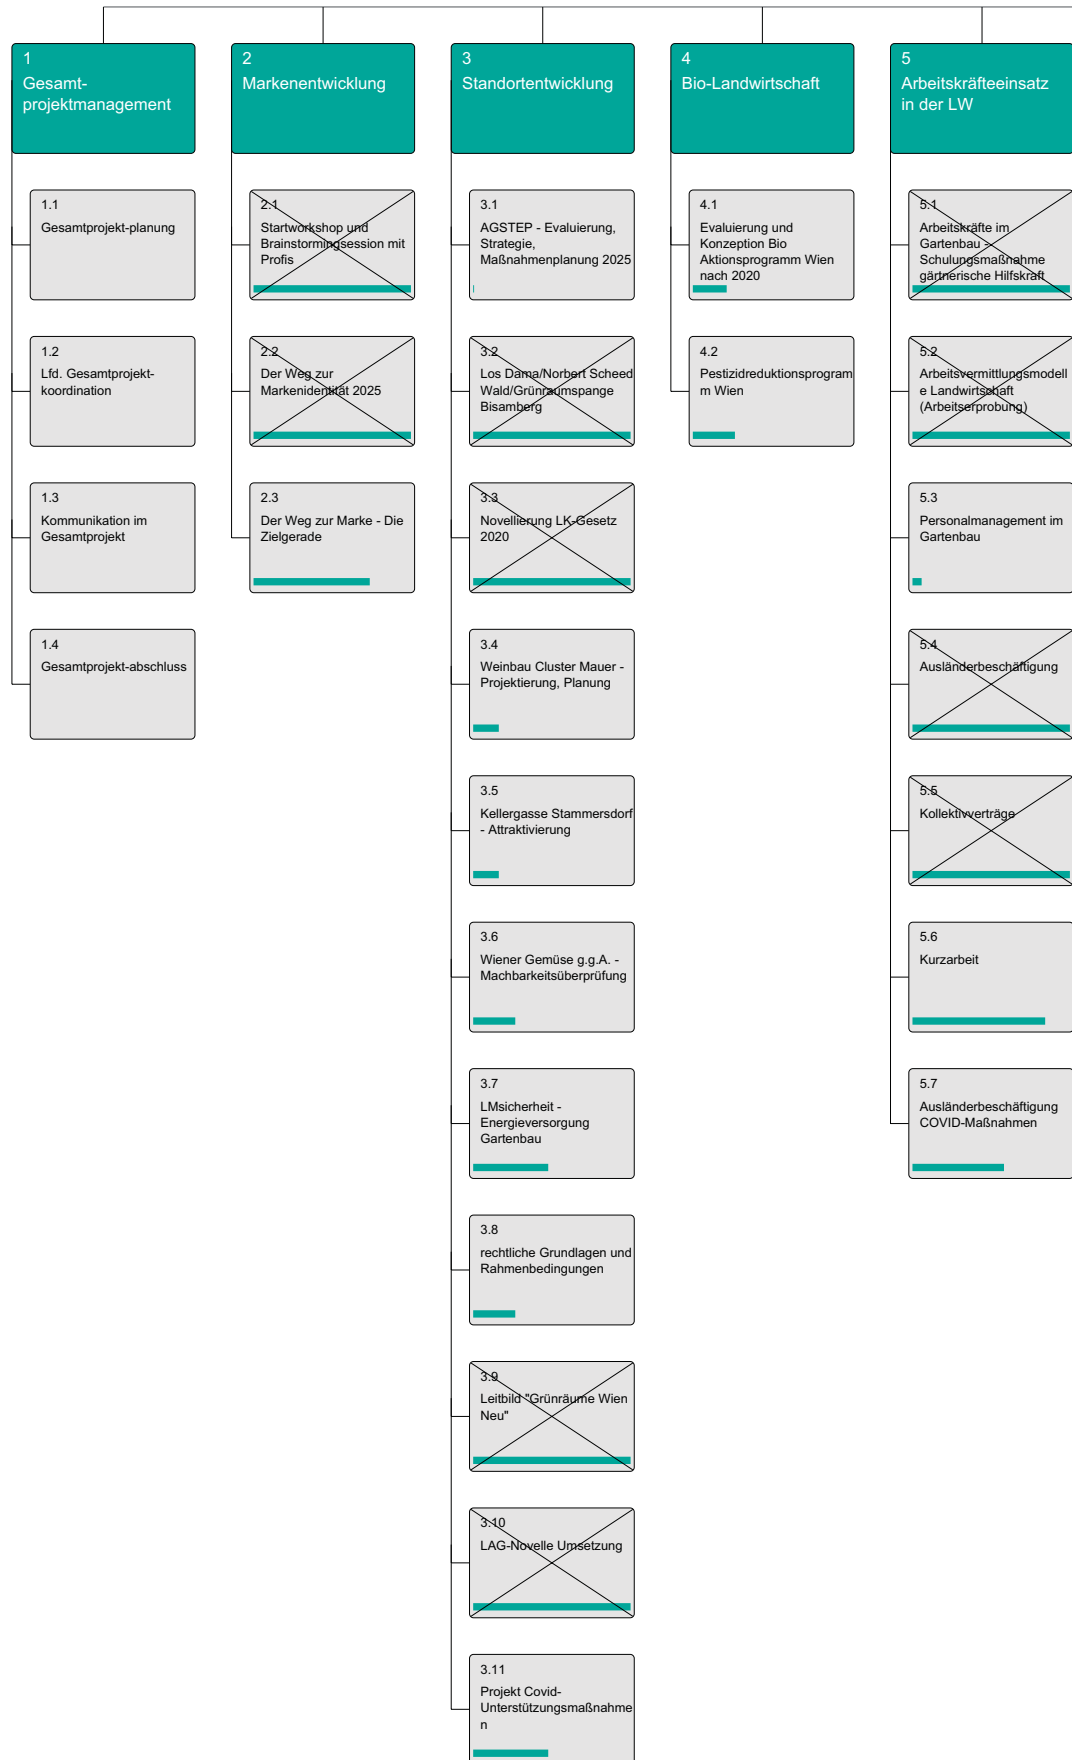 1
Gesamt-
projektmanagement
1.1
Gesamtprojekt-planung
1.2
Lfd. Gesamtprojekt-
koordination
1.3
Kommunikation im
Gesamtprojekt
1.4
Gesamtprojekt-abschluss
2
Markenentwicklung
2.1
Startworkshop und
Brainstormingsession mit
Profis
2.2
Der Weg zur
Markenidentität 2025
2.3
Der Weg zur Marke - Die
Zielgerade
3
Standortentwicklung
3.1
AGSTEP - Evaluierung,
Strategie,
Maßnahmenplanung 2025
3.2
Los Dama/Norbert Scheed
Wald/Grünraumspange
Bisamberg
3.3
Novellierung LK-Gesetz
2020
3.4
Weinbau Cluster Mauer -
Projektierung, Planung
3.5
Kellergasse Stammersdorf
- Attraktivierung
3.6
Wiener Gemüse g.g.A. -
Machbarkeitsüberprüfung
3.7
LMsicherheit -
Energieversorgung
Gartenbau
3.8
rechtliche Grundlagen und
Rahmenbedingungen
3.9
Leitbild "Grünräume Wien
Neu"
3.10
LAG-Novelle Umsetzung
3.11
Projekt Covid-
Unterstützungsmaßnahme
n
4
Bio-Landwirtschaft
4.1
Evaluierung und
Konzeption Bio
Aktionsprogramm Wien
nach 2020
4.2
Pestizidreduktionsprogram
m Wien
5
Arbeitskräfteeinsatz
in der LW
5.1
Arbeitskräfte im
Gartenbau -
Schulungsmaßnahme
gärtnerische Hilfskraft
5.2
Arbeitsvermittlungsmodell
e Landwirtschaft
(Arbeitserprobung)
5.3
Personalmanagement im
Gartenbau
5.4
Ausländerbeschäftigung
5.5
Kollektivverträge
5.6
Kurzarbeit
5.7
Ausländerbeschäftigung
COVID-Maßnahmen